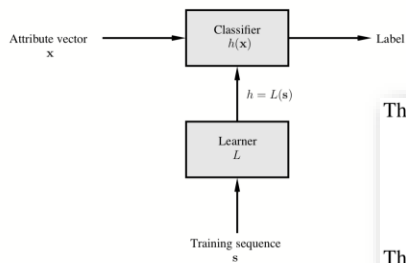 Classifier
h(x)
Attribute vector
x
Label
h = L(s)
Learner
L
Training sequence
s
Th
Th